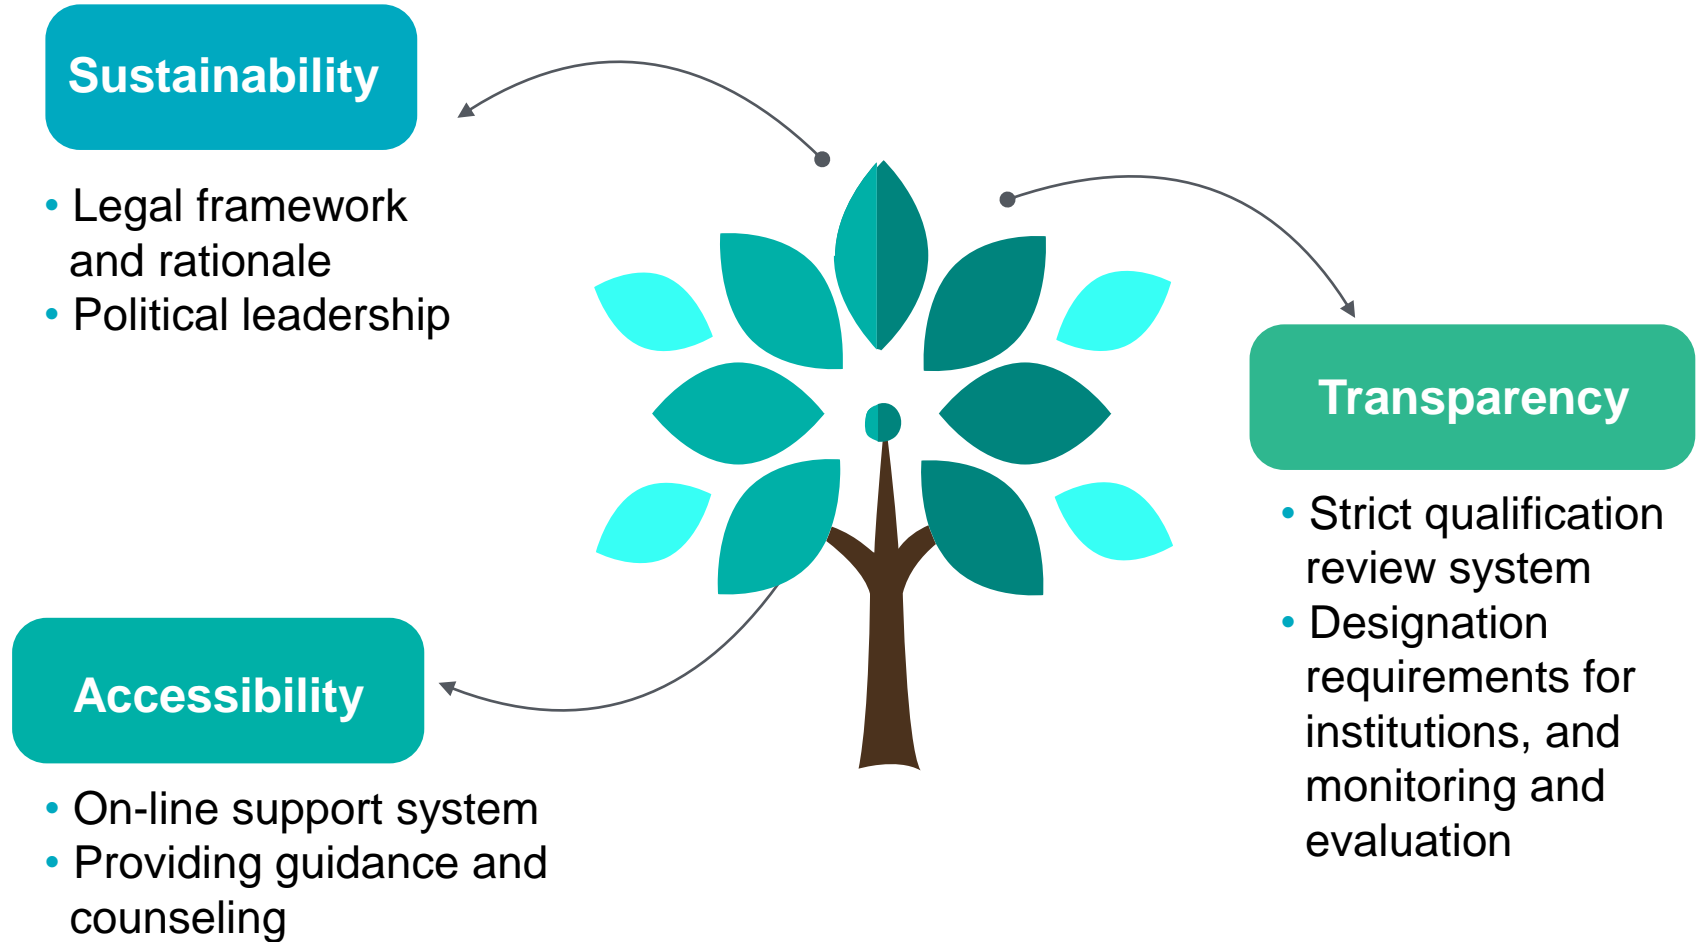 Sustainability
• Legal framework
and rationale
• Political leadership
Transparency
• Strict qualification
review system
• Designation
requirements for
institutions, and
monitoring and
evaluation
Accessibility
• On-line support system
• Providing guidance and
counseling